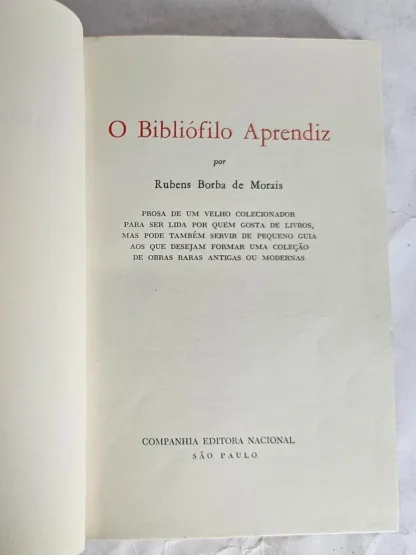 O Bibliófilo Aprendiz
por
Rubens Borba de Morais
PROSA DE UM VELHO COLECIONADOR
PARA SER LIDA POR QUEM GOSTA DE LIVROS,
MAS PODE TAMBÉM SERVIR DE PEQUENO GUIA
AOS QUE DESEJAM FORMAR UMA COLEÇÃO
DE OBRAS RARAS ANTIGAS OU MODERNAS
COMPANHIA EDITORA NACIONAL
SÃO PAULO